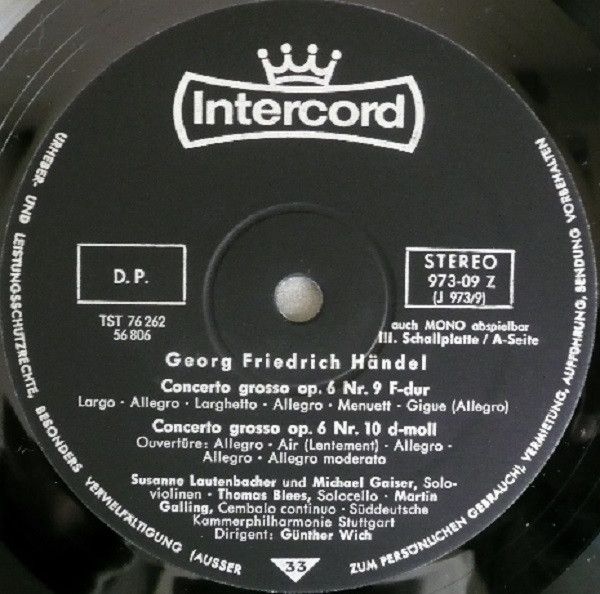 Intercord
D. P.
TST 76 262
56 806
STEREO
973-09 Z
(J 973/9)
auch MONO abspielbar
III. Schallplatte / A-Seite
Georg Friedrich Händel
Concerto grosso op. 6 Nr. 9 F-dur
Largo · Allegro · Larghetto · Allegro · Menuett · Gigue (Allegro)
Concerto grosso op. 6 Nr. 10 d-moll
Ouvertüre: Allegro · Air (Lentement) · Allegro ·
Allegro · Allegro moderato
Susanne Lautenbacher und Michael Gaiser, Solo-
violinen · Thomas Blees, Solocello · Martin
Galling, Cembalo continuo · Süddeutsche
Kammerphilharmonie Stuttgart
Dirigent: Günther Wich
33
URHEBER- UND LEISTUNGSSCHUTZRECHTE, BESONDERS VERVIELFÄLTIGUNG (AUSSER ZUM PERSÖNLICHEN GEBRAUCH), VERMIETUNG, AUFFÜHRUNG, SENDUNG VORBEHALTEN